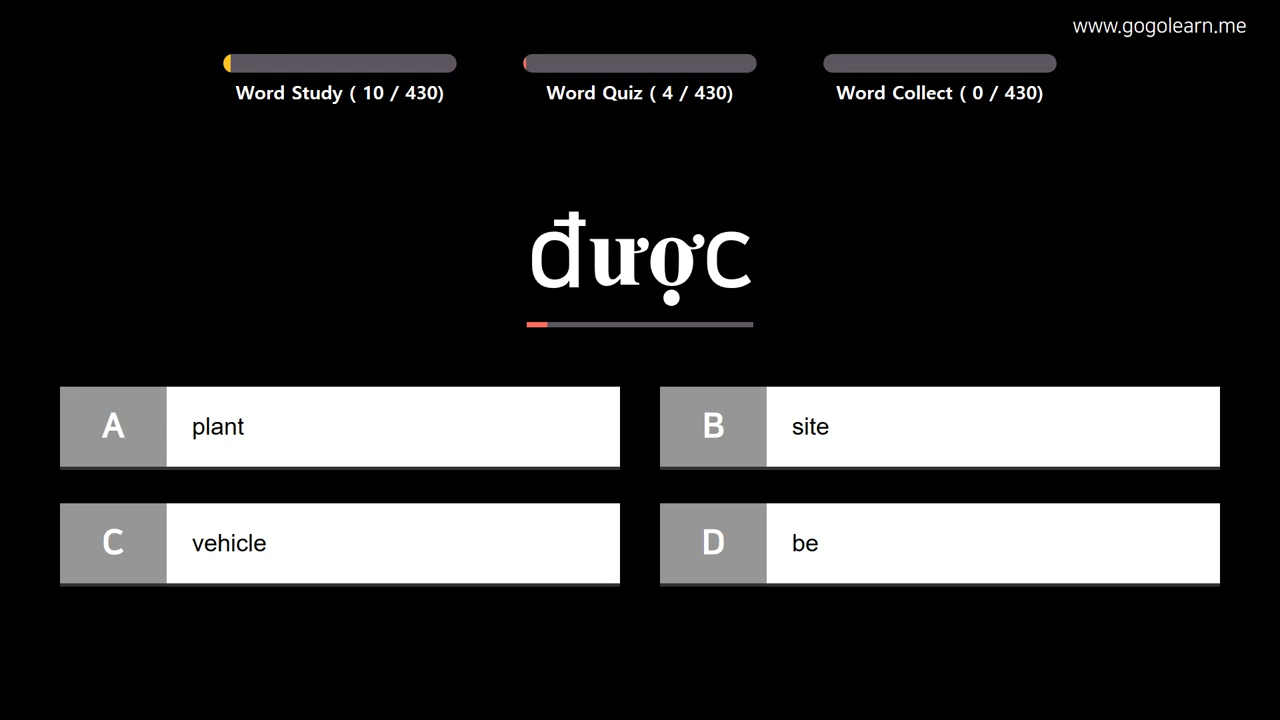 www.gogolearn.me
Word Study ( 10 / 430)
Word Quiz ( 4 / 430)
Word Collect ( 0 / 430)
được
A plant
B site
C vehicle
D be